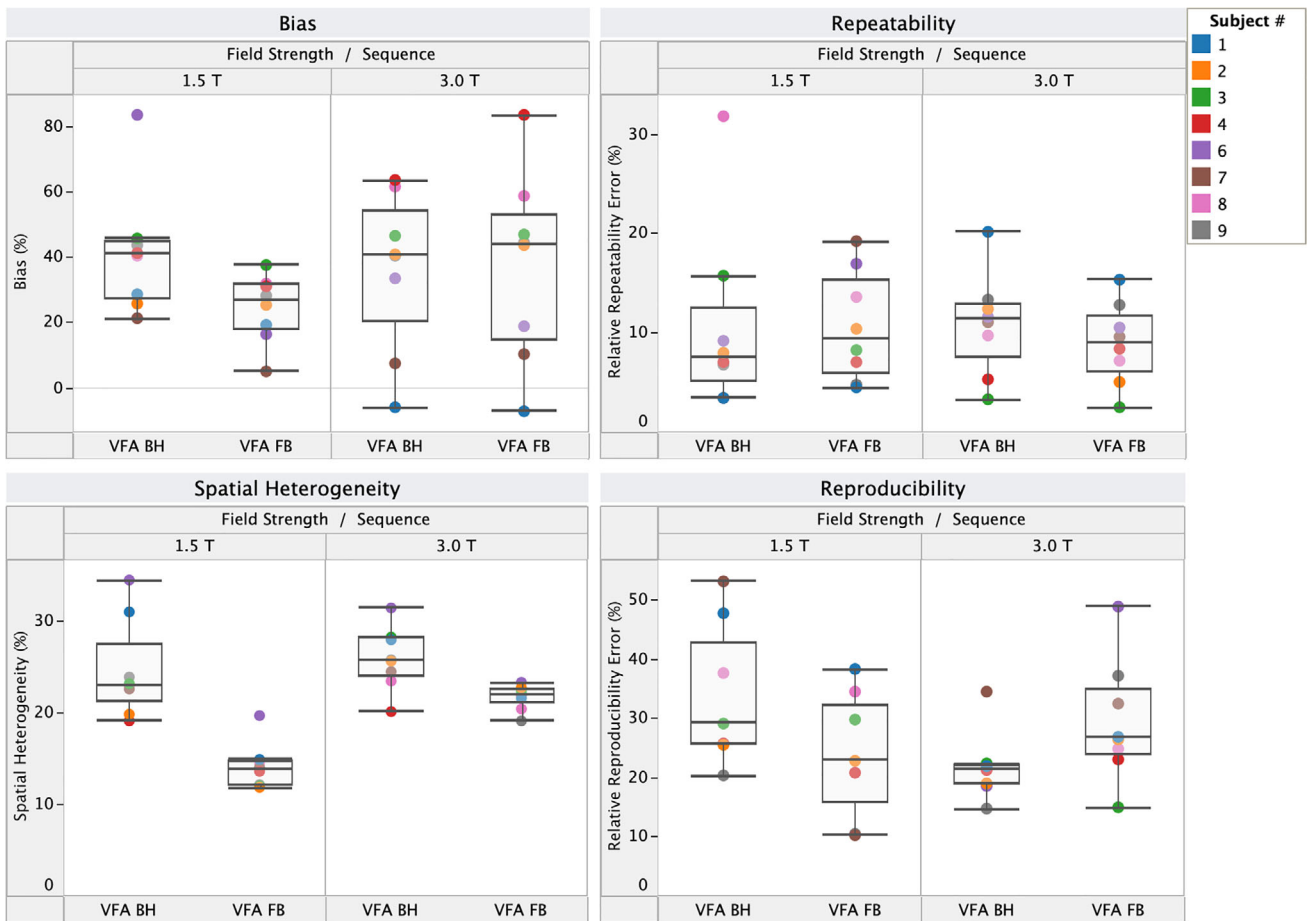 Bias
Field Strength / Sequence
1.5 T 3.0 T
Bias (%)
80
60
40
20
0
VFA BH VFA FB VFA BH VFA FB
Repeatability
Field Strength / Sequence
1.5 T 3.0 T
Relative Repeatability Error (%)
30
20
10
0
VFA BH VFA FB VFA BH VFA FB
Subject #
1
2
3
4
6
7
8
9
Spatial Heterogeneity
Field Strength / Sequence
1.5 T 3.0 T
Spatial Heterogeneity (%)
30
20
10
0
VFA BH VFA FB VFA BH VFA FB
Reproducibility
Field Strength / Sequence
1.5 T 3.0 T
Relative Reproducibility Error (%)
50
40
30
20
10
0
VFA BH VFA FB VFA BH VFA FB